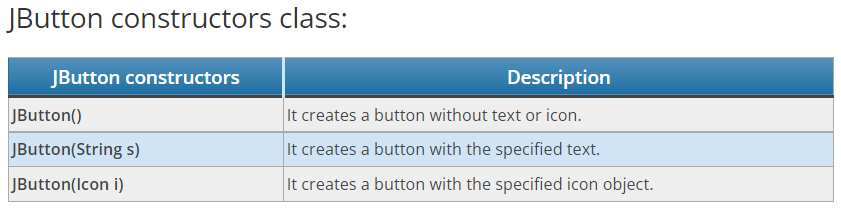 JButton constructors class:
JButton constructors Description
JButton() It creates a button without text or icon.
JButton(String s) It creates a button with the specified text.
JButton(Icon i) It creates a button with the specified icon object.